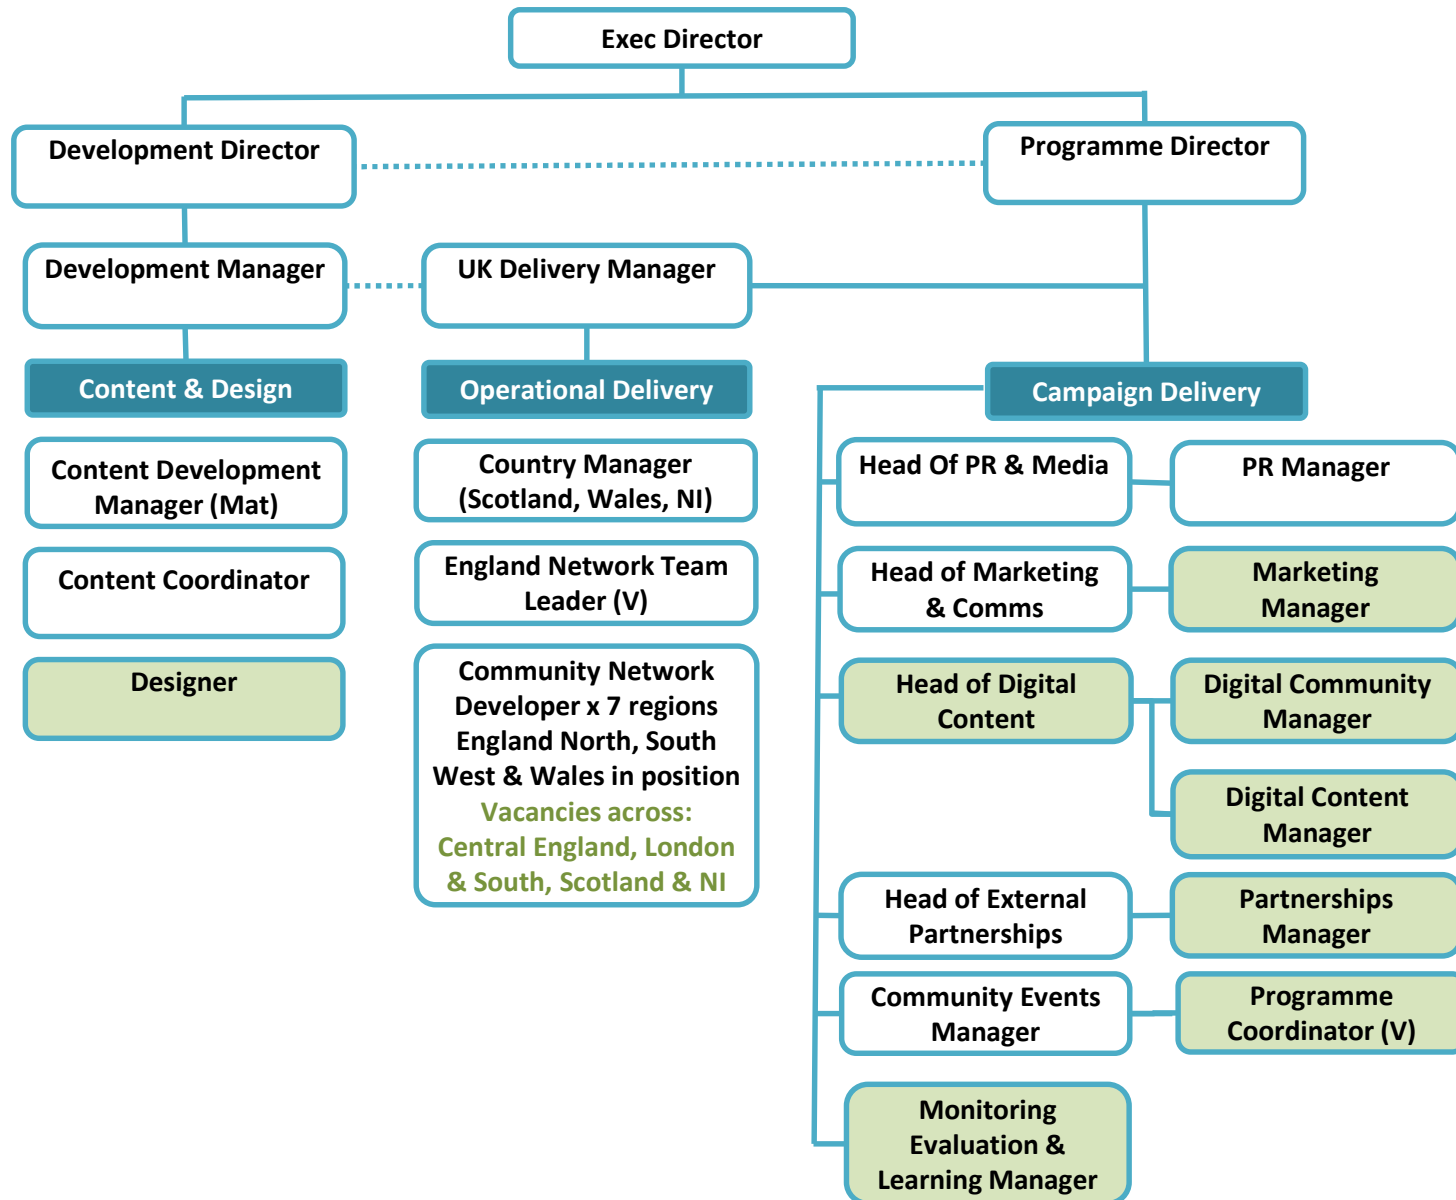 Exec Director
Development Director
Programme Director
Development Manager
UK Delivery Manager
Content & Design
Operational Delivery
Campaign Delivery
Content Development
Manager (Mat)
Content Coordinator
Designer
Country Manager
(Scotland, Wales, NI)
England Network Team
Leader (V)
Community Network
Developer x 7 regions
England North, South
West & Wales in position
Vacancies across:
Central England, London
& South, Scotland & NI
Head Of PR & Media
PR Manager
Head of Marketing
& Comms
Marketing
Manager
Head of Digital
Content
Digital Community
Manager
Digital Content
Manager
Head of External
Partnerships
Partnerships
Manager
Community Events
Manager
Programme
Coordinator (V)
Monitoring
Evaluation &
Learning Manager